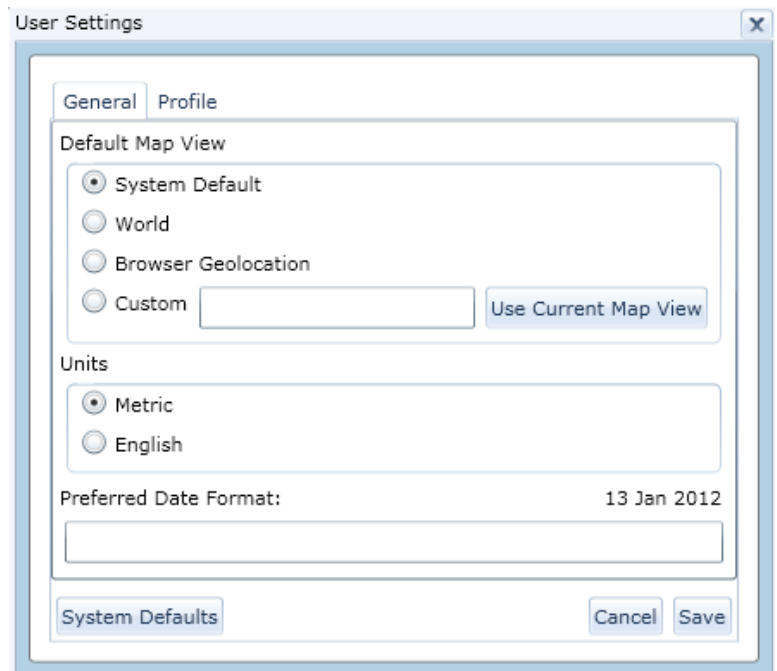 User Settings
General Profile
Default Map View
System Default
World
Browser Geolocation
Custom Use Current Map View
Units
Metric
English
Preferred Date Format: 13 Jan 2012
System Defaults Cancel Save